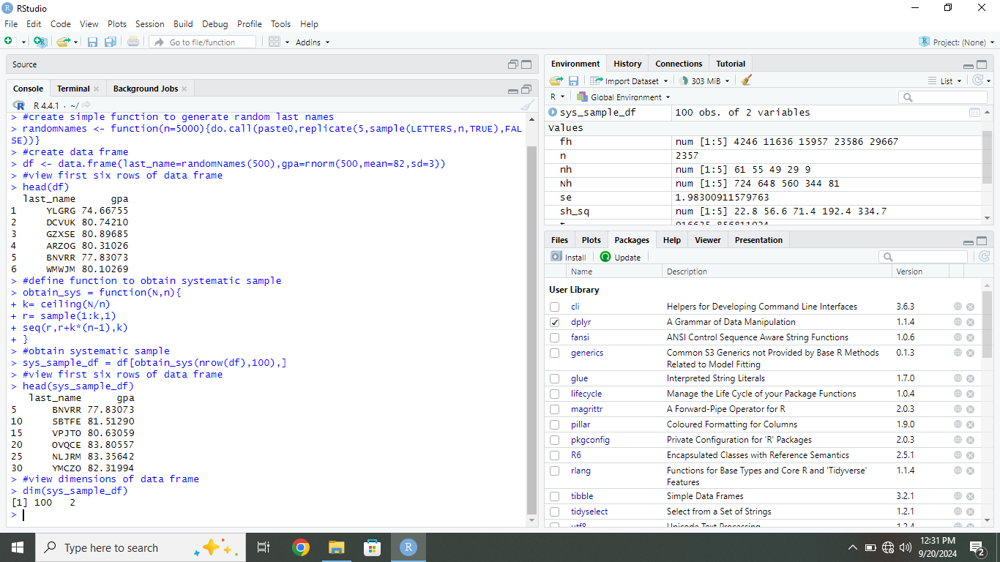 RStudio
File Edit Code View Plots Session Build Debug Profile Tools Help
Go to file/function Addins Project: (None)
Source
Console Terminal Background Jobs
R 4.4.1 · ~/
> #create simple function to generate random last names
> randomNames <- function(n=5000){do.call(paste0,replicate(5,sample(LETTERS,n,TRUE),FAL
SE))}
> #create data frame
> df <- data.frame(last_name=randomNames(500),gpa=rnorm(500,mean=82,sd=3))
> #view first six rows of data frame
> head(df)
last_name gpa
1 YLGRG 74.66755
2 DCVUK 80.74210
3 GZXSE 80.89685
4 ARZOG 80.31026
5 BNVRR 77.83073
6 WMWJM 80.10269
> #define function to obtain systematic sample
> obtain_sys = function(N,n){
+ k= ceiling(N/n)
+ r= sample(1:k,1)
+ seq(r,r+k*(n-1),k)
+ }
> #obtain systematic sample
> sys_sample_df = df[obtain_sys(nrow(df),100),]
> #view first six rows of data frame
> head(sys_sample_df)
last_name gpa
5 BNVRR 77.83073
10 SBTFE 81.51290
15 VPJTO 80.63059
20 OVQCE 83.80557
25 NLJRM 83.35642
30 YMCZO 82.31994
> #view dimensions of data frame
> dim(sys_sample_df)
[1] 100 2
>
Environment History Connections Tutorial
Import Dataset 303 MiB List
R Global Environment
sys_sample_df 100 obs. of 2 variables
Values
fh num [1:5] 4246 11636 15957 23586 29667
n 2357
nh num [1:5] 61 55 49 29 9
Nh num [1:5] 724 648 560 344 81
se 1.98300911579763
sh_sq num [1:5] 22.8 56.6 71.4 192.4 334.7
Files Plots Packages Help Viewer Presentation
Install Update
Name Description Version
User Library
cli Helpers for Developing Command Line Interfaces 3.6.3
dplyr A Grammar of Data Manipulation 1.1.4
fansi ANSI Control Sequence Aware String Functions 1.0.6
generics Common S3 Generics not Provided by Base R Methods 0.1.3
Related to Model Fitting
glue Interpreted String Literals 1.7.0
lifecycle Manage the Life Cycle of your Package Functions 1.0.4
magrittr A Forward-Pipe Operator for R 2.0.3
pillar Coloured Formatting for Columns 1.9.0
pkgconfig Private Configuration for 'R' Packages 2.0.3
R6 Encapsulated Classes with Reference Semantics 2.5.1
rlang Functions for Base Types and Core R and 'Tidyverse' 1.1.4
Features
tibble Simple Data Frames 3.2.1
tidyselect Select from a Set of Strings 1.2.1
utf8 Unicode Text Processing 1.2.4
Type here to search
12:31 PM
9/20/2024
2